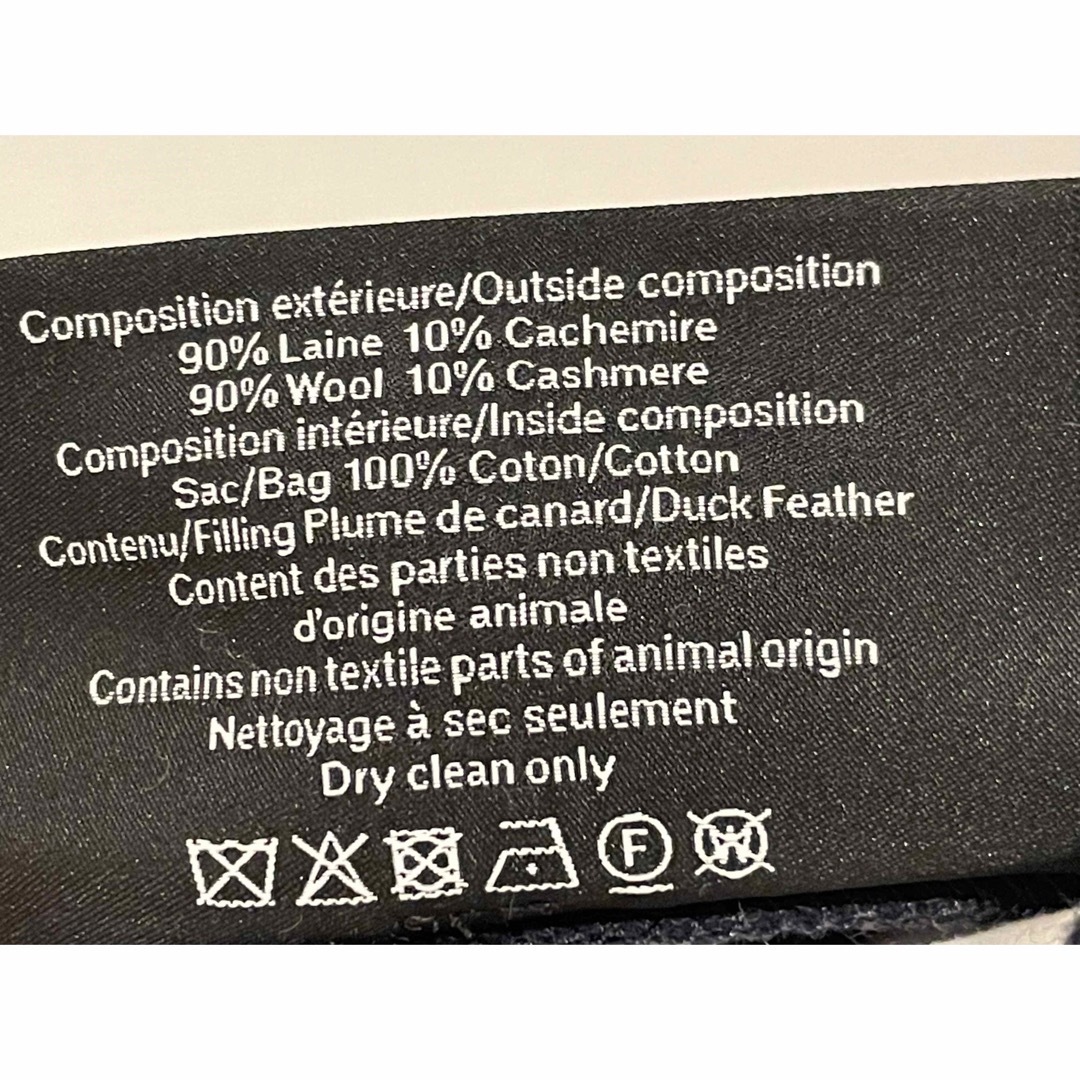 Composition extérieure/Outside composition
90% Laine 10% Cachemire
90% Wool 10% Cashmere
Composition intérieure/Inside composition
Sac/Bag 100% Coton/Cotton
Contenu/Filling Plume de canard/Duck Feather
Content des parties non textiles
d'origine animale
Contains non textile parts of animal origin
Nettoyage à sec seulement
Dry clean only
F W